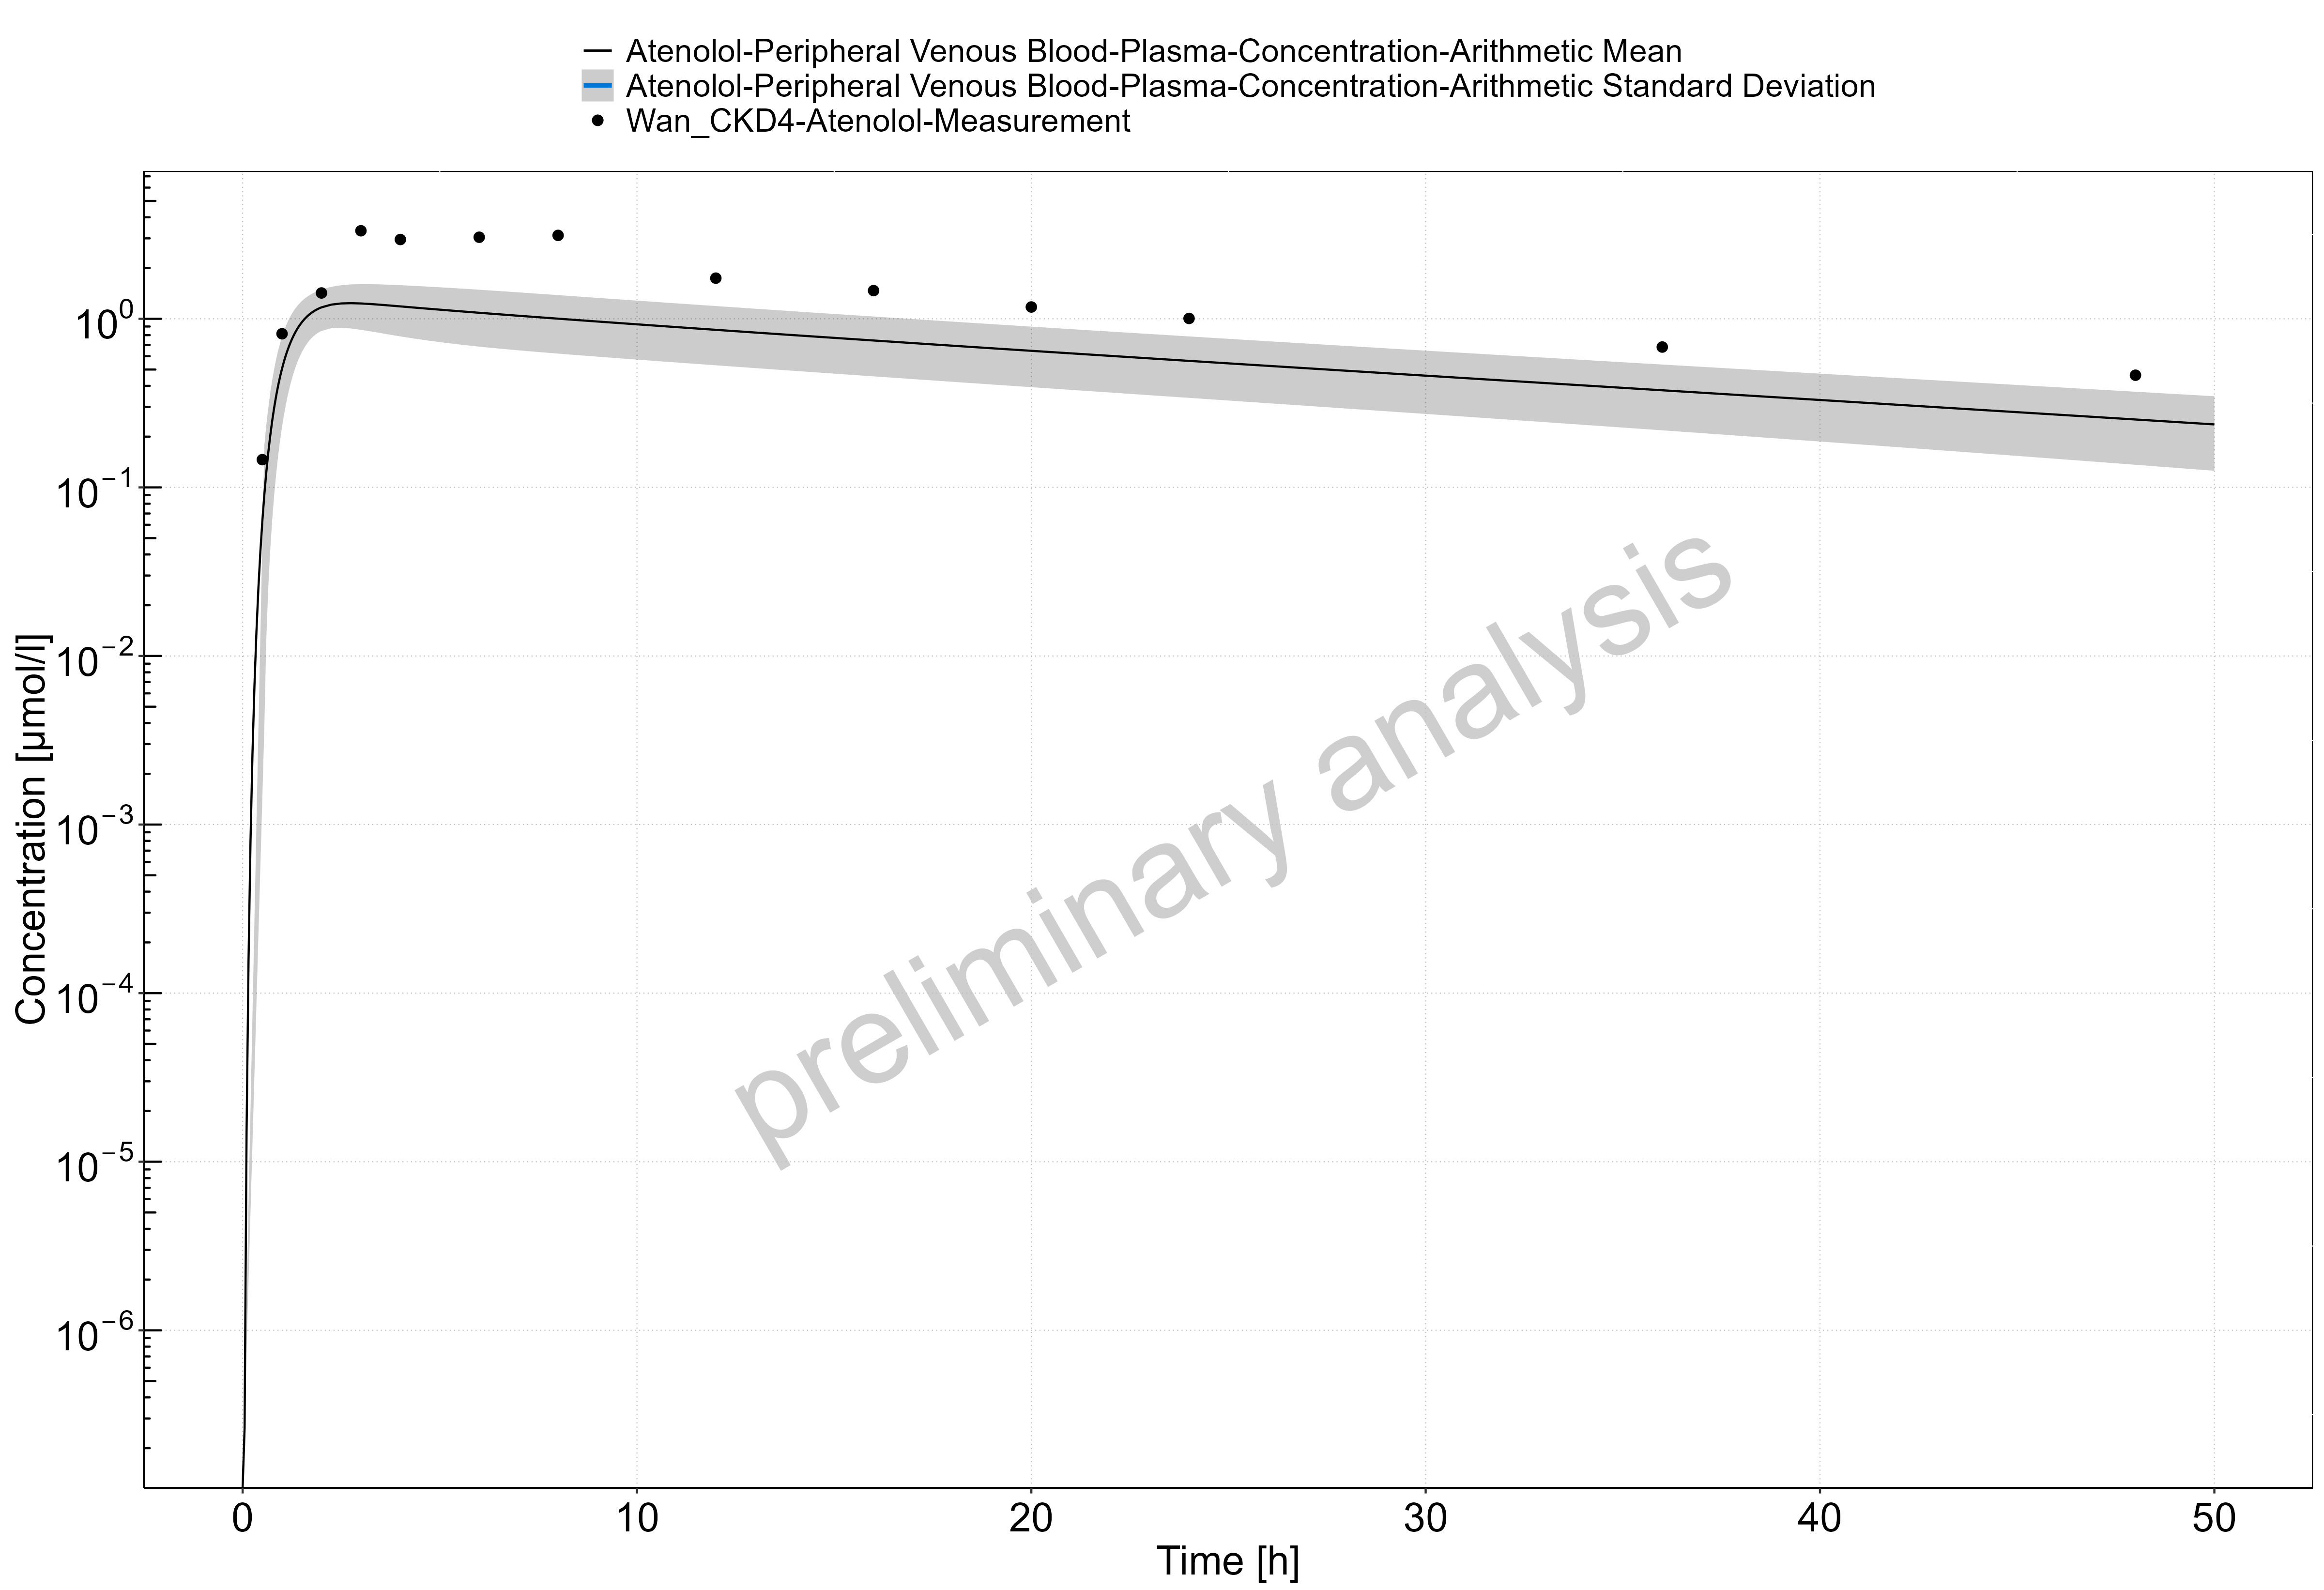 Atenolol-Peripheral Venous Blood-Plasma-Concentration-Arithmetic Mean
Atenolol-Peripheral Venous Blood-Plasma-Concentration-Arithmetic Standard Deviation
Wan_CKD4-Atenolol-Measurement
Concentration [µmol/l]
10⁰
10⁻¹
10⁻²
10⁻³
10⁻⁴
10⁻⁵
10⁻⁶
preliminary analysis
0 10 20 30 40 50
Time [h]